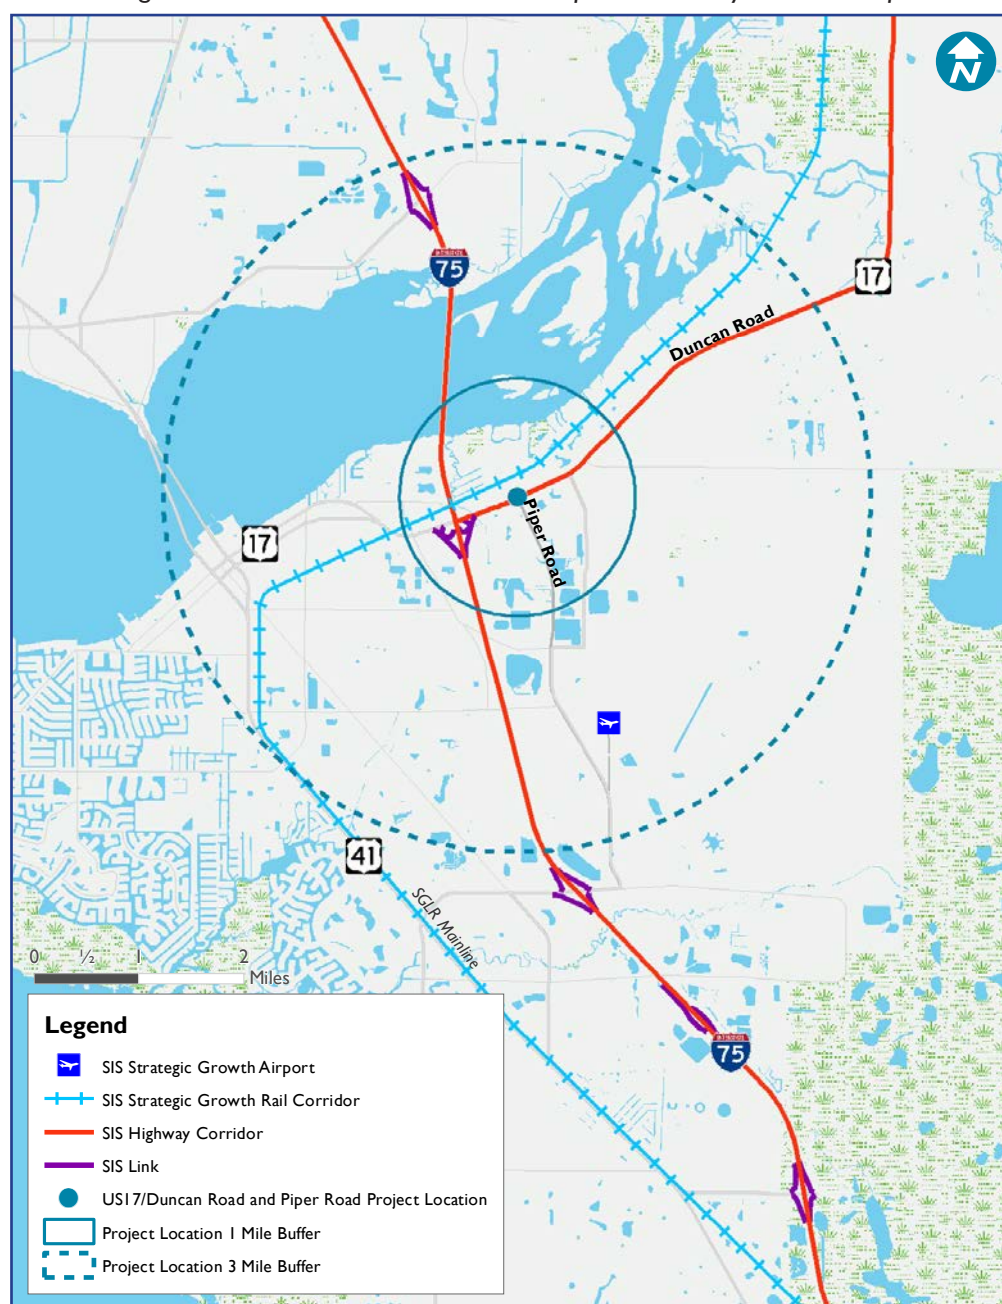 N
75
17
Duncan Road
Piper Road
17
41
SGLR Mainline
0 ½ 1 2
Miles
75
Legend
SIS Strategic Growth Airport
SIS Strategic Growth Rail Corridor
SIS Highway Corridor
SIS Link
US17/Duncan Road and Piper Road Project Location
Project Location 1 Mile Buffer
Project Location 3 Mile Buffer